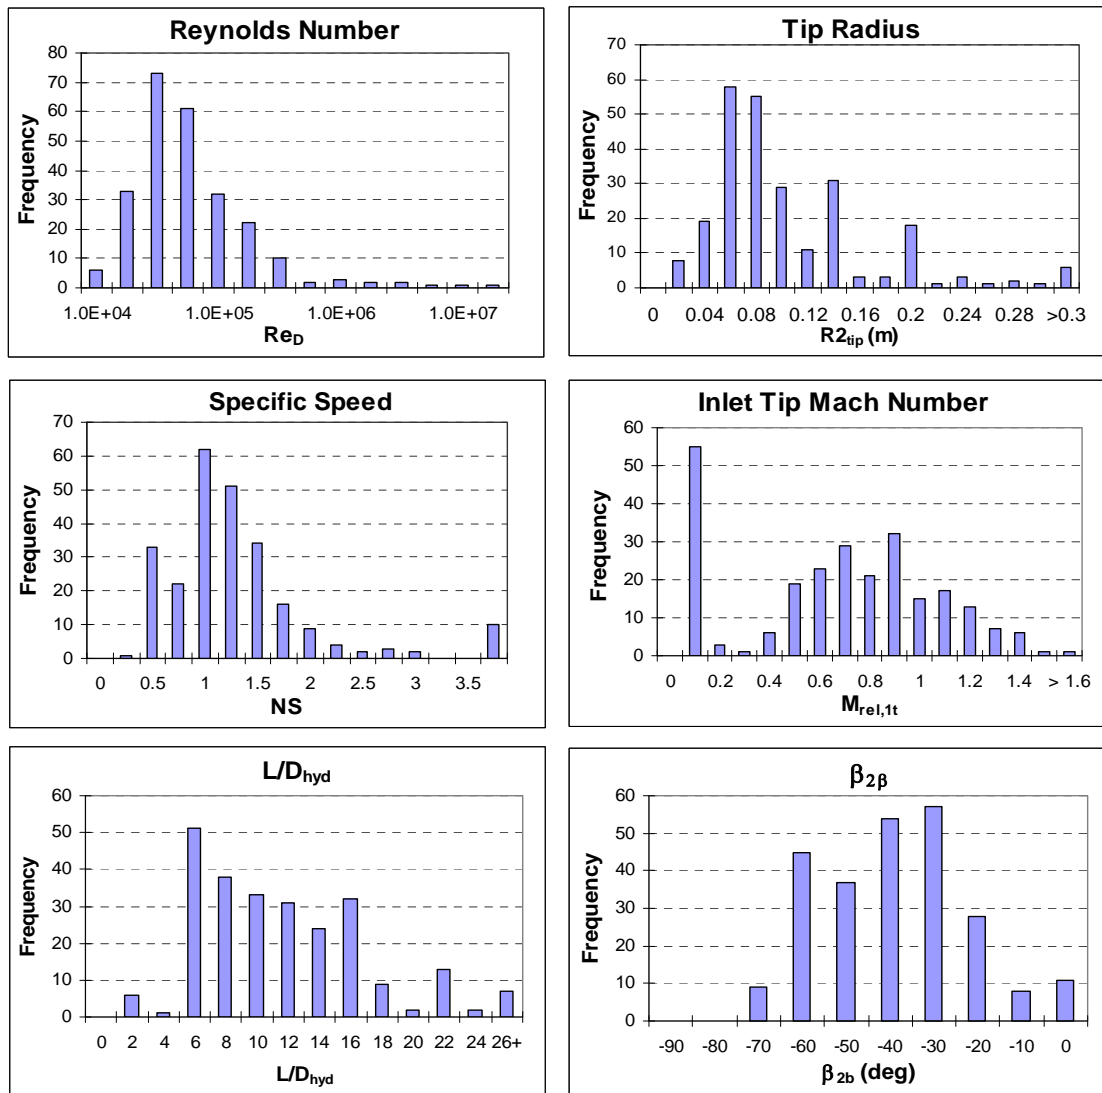 Reynolds Number
80
70
60
50
40
30
20
10
0
Frequency
1.0E+04 1.0E+05 1.0E+06 1.0E+07
Re_D
Tip Radius
70
60
50
40
30
20
10
0
Frequency
0 0.04 0.08 0.12 0.16 0.2 0.24 0.28 >0.3
R2_tip (m)
Specific Speed
70
60
50
40
30
20
10
0
Frequency
0 0.5 1 1.5 2 2.5 3 3.5
NS
Inlet Tip Mach Number
60
50
40
30
20
10
0
Frequency
0 0.2 0.4 0.6 0.8 1 1.2 1.4 > 1.6
M_rel,1t
L/D_hyd
60
50
40
30
20
10
0
Frequency
0 2 4 6 8 10 12 14 16 18 20 22 24 26+
L/D_hyd
β_2β
60
50
40
30
20
10
0
Frequency
-90 -80 -70 -60 -50 -40 -30 -20 -10 0
β_2b (deg)